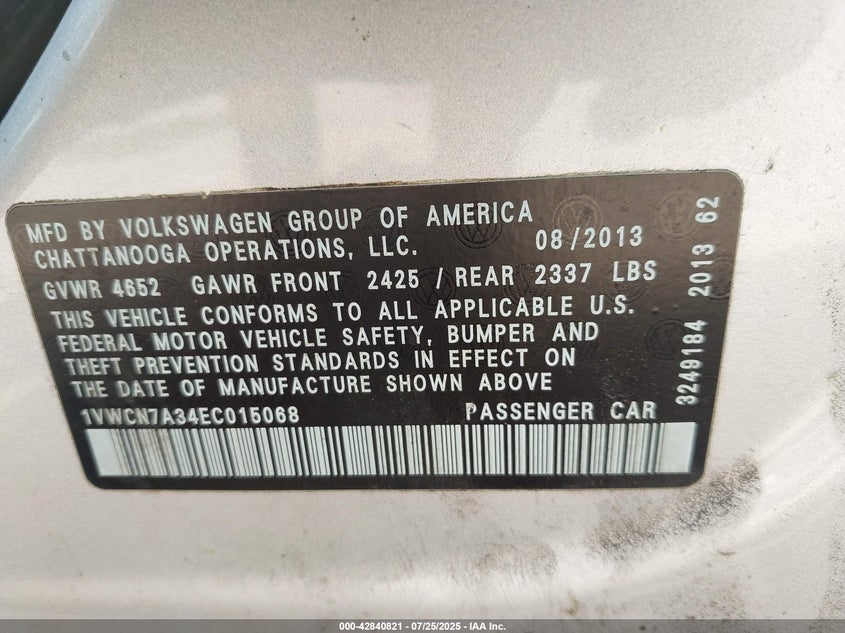 MFD BY VOLKSWAGEN GROUP OF AMERICA
CHATTANOOGA OPERATIONS, LLC. 08/2013
GVWR 4652 GAWR FRONT 2425 / REAR 2337 LBS
THIS VEHICLE CONFORMS TO ALL APPLICABLE U.S.
FEDERAL MOTOR VEHICLE SAFETY, BUMPER AND
THEFT PREVENTION STANDARDS IN EFFECT ON
THE DATE OF MANUFACTURE SHOWN ABOVE
1VWCN7A34EC015068 PASSENGER CAR
3249184 2013 62
000-42840821 - 07/25/2025 - IAA Inc.